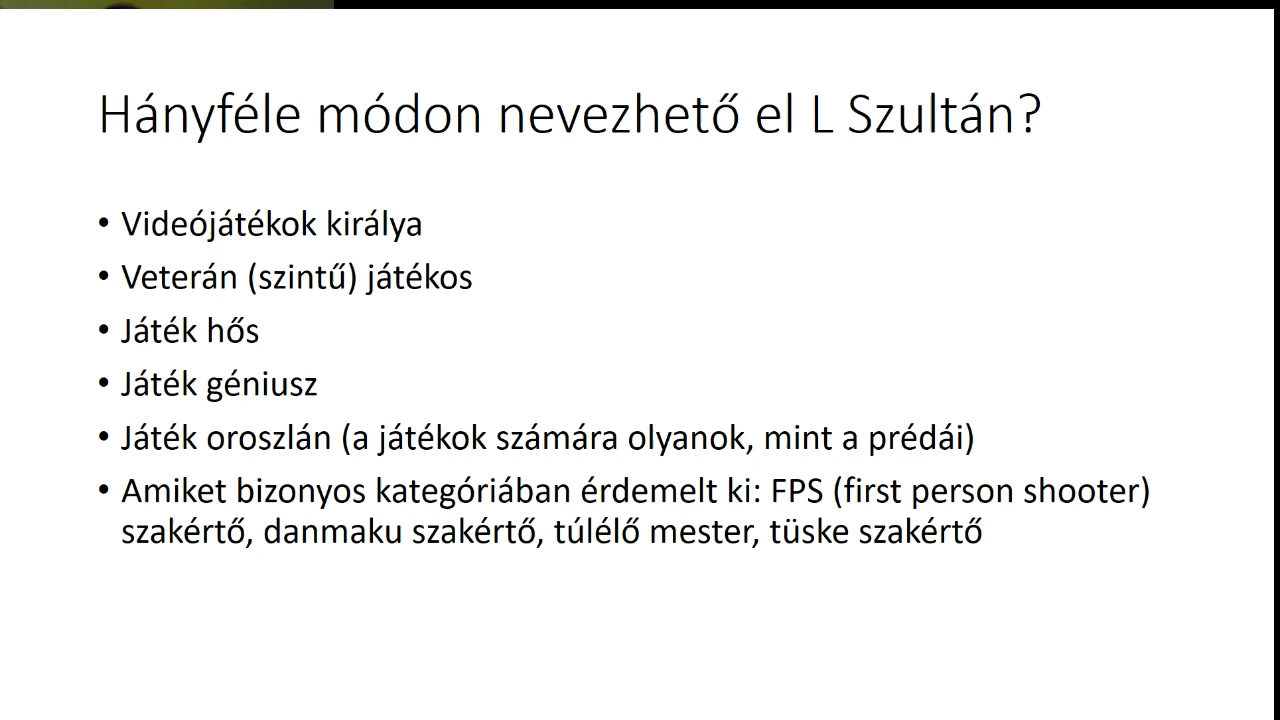 Hányféle módon nevezhető el L Szultán?
• Videójátékok királya
• Veterán (szintű) játékos
• Játék hős
• Játék géniusz
• Játék oroszlán (a játékok számára olyanok, mint a prédái)
• Amiket bizonyos kategóriában érdemelt ki: FPS (first person shooter)
szakértő, danmaku szakértő, túlélő mester, tüske szakértő